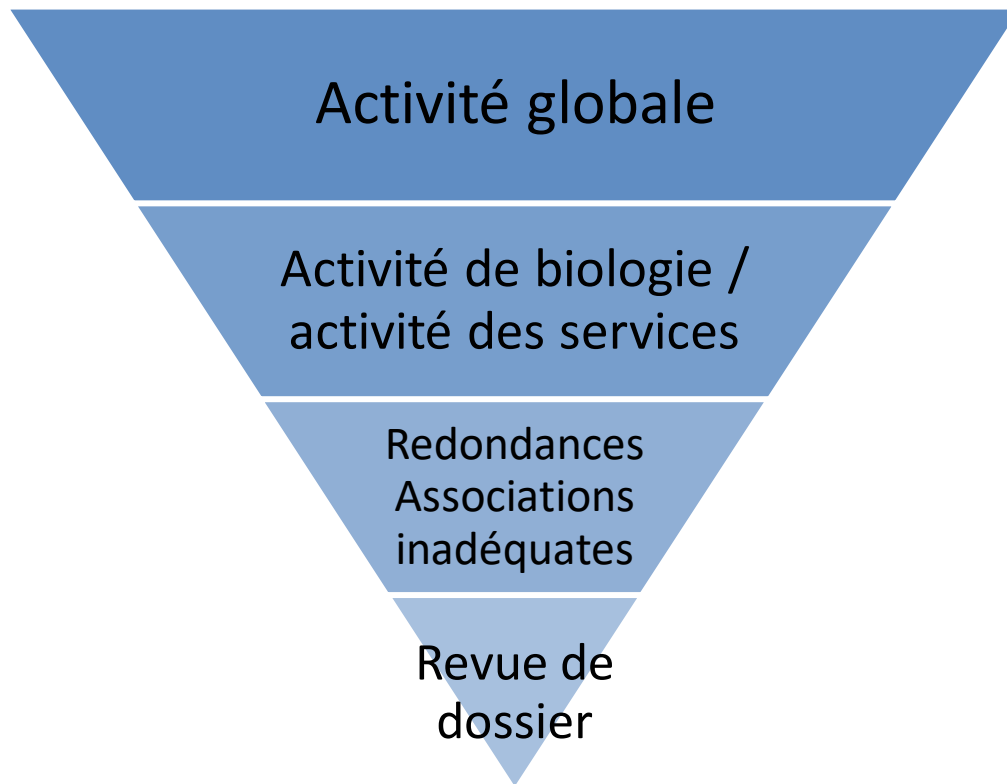 Activité globale
Activité de biologie /
activité des services
Redondances
Associations
inadéquates
Revue de
dossier